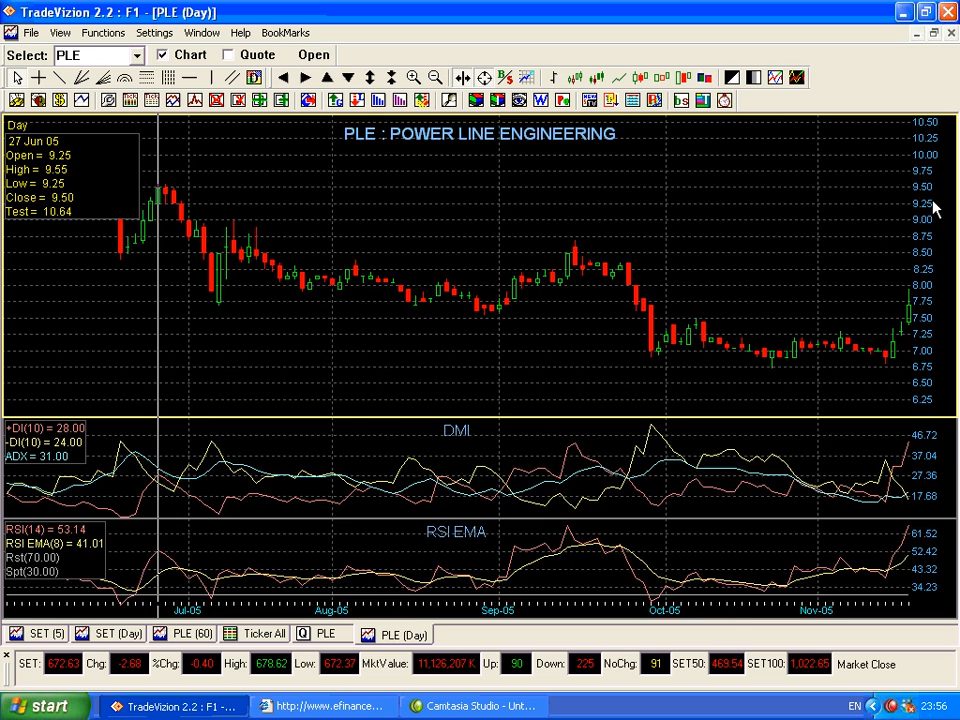 TradeVizion 2.2 : F1 - [PLE (Day)]
File View Functions Settings Window Help BookMarks
Select: PLE Chart Quote Open
Day
27 Jun 05
Open = 9.25
High = 9.55
Low = 9.25
Close = 9.50
Test = 10.64
PLE : POWER LINE ENGINEERING
10.50
10.25
10.00
9.75
9.50
9.25
9.00
8.75
8.50
8.25
8.00
7.75
7.50
7.25
7.00
6.75
6.50
6.25
+DI(10) = 28.00
-DI(10) = 24.00
ADX = 31.00
DMI
46.72
37.04
27.36
17.68
RSI(14) = 53.14
RSI EMA(8) = 41.01
Rst(70.00)
Spt(30.00)
RSI EMA
61.52
52.42
43.32
34.23
Jul-05 Aug-05 Sep-05 Oct-05 Nov-05
SET (5) SET (Day) PLE (60) Ticker All Q PLE PLE (Day)
SET: 672.63 Chg: -2.68 %Chg: -0.40 High: 678.62 Low: 672.37 MktValue: 11,126,207 K Up: 90 Down: 225 NoChg: 91 SET50: 469.54 SET100: 1,022.65 Market Close
start TradeVizion 2.2 : F1 -... http://www.efinance... Camtasia Studio - Unt... EN 23:56